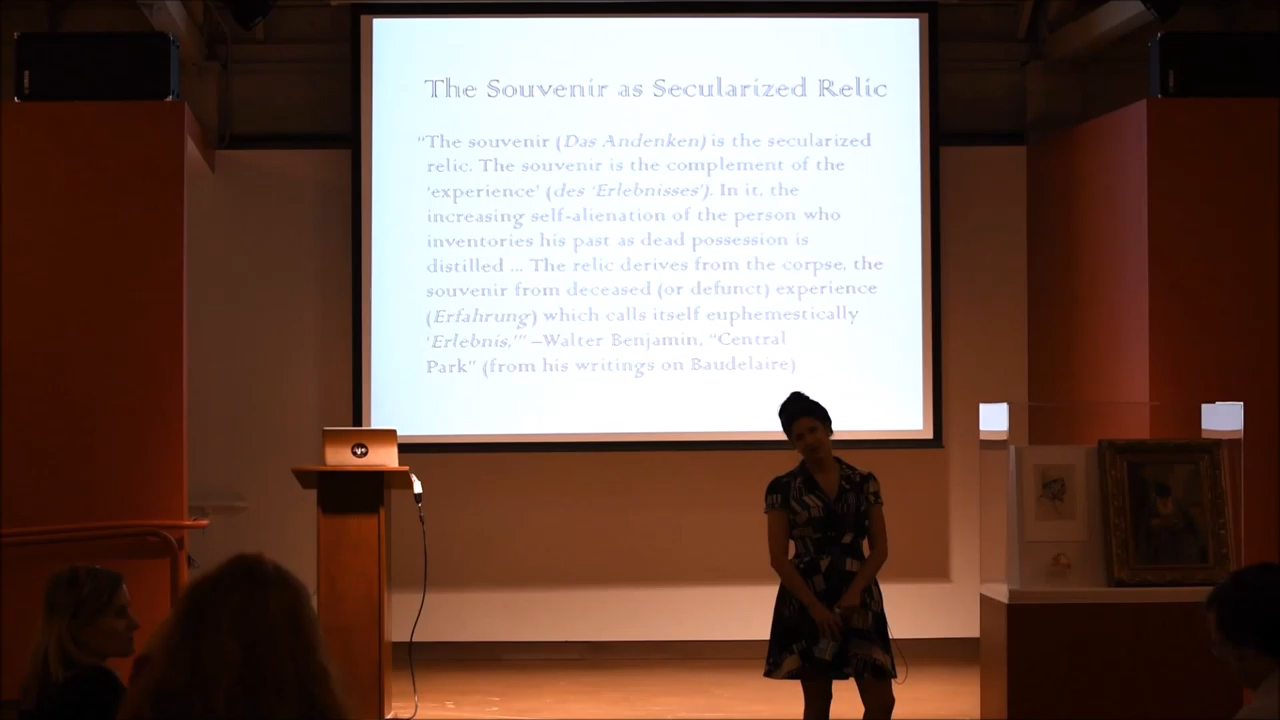 The Souvenir as Secularized Relic
“The souvenir (Das Andenken) is the secularized
relic. The souvenir is the complement of the
‘experience’ (des ‘Erlebnisses’). In it, the
increasing self-alienation of the person who
inventories his past as dead possession is
distilled ... The relic derives from the corpse, the
souvenir from deceased (or defunct) experience
(Erfahrung) which calls itself euphemestically
‘Erlebnis,’” –Walter Benjamin, “Central
Park” (from his writings on Baudelaire)